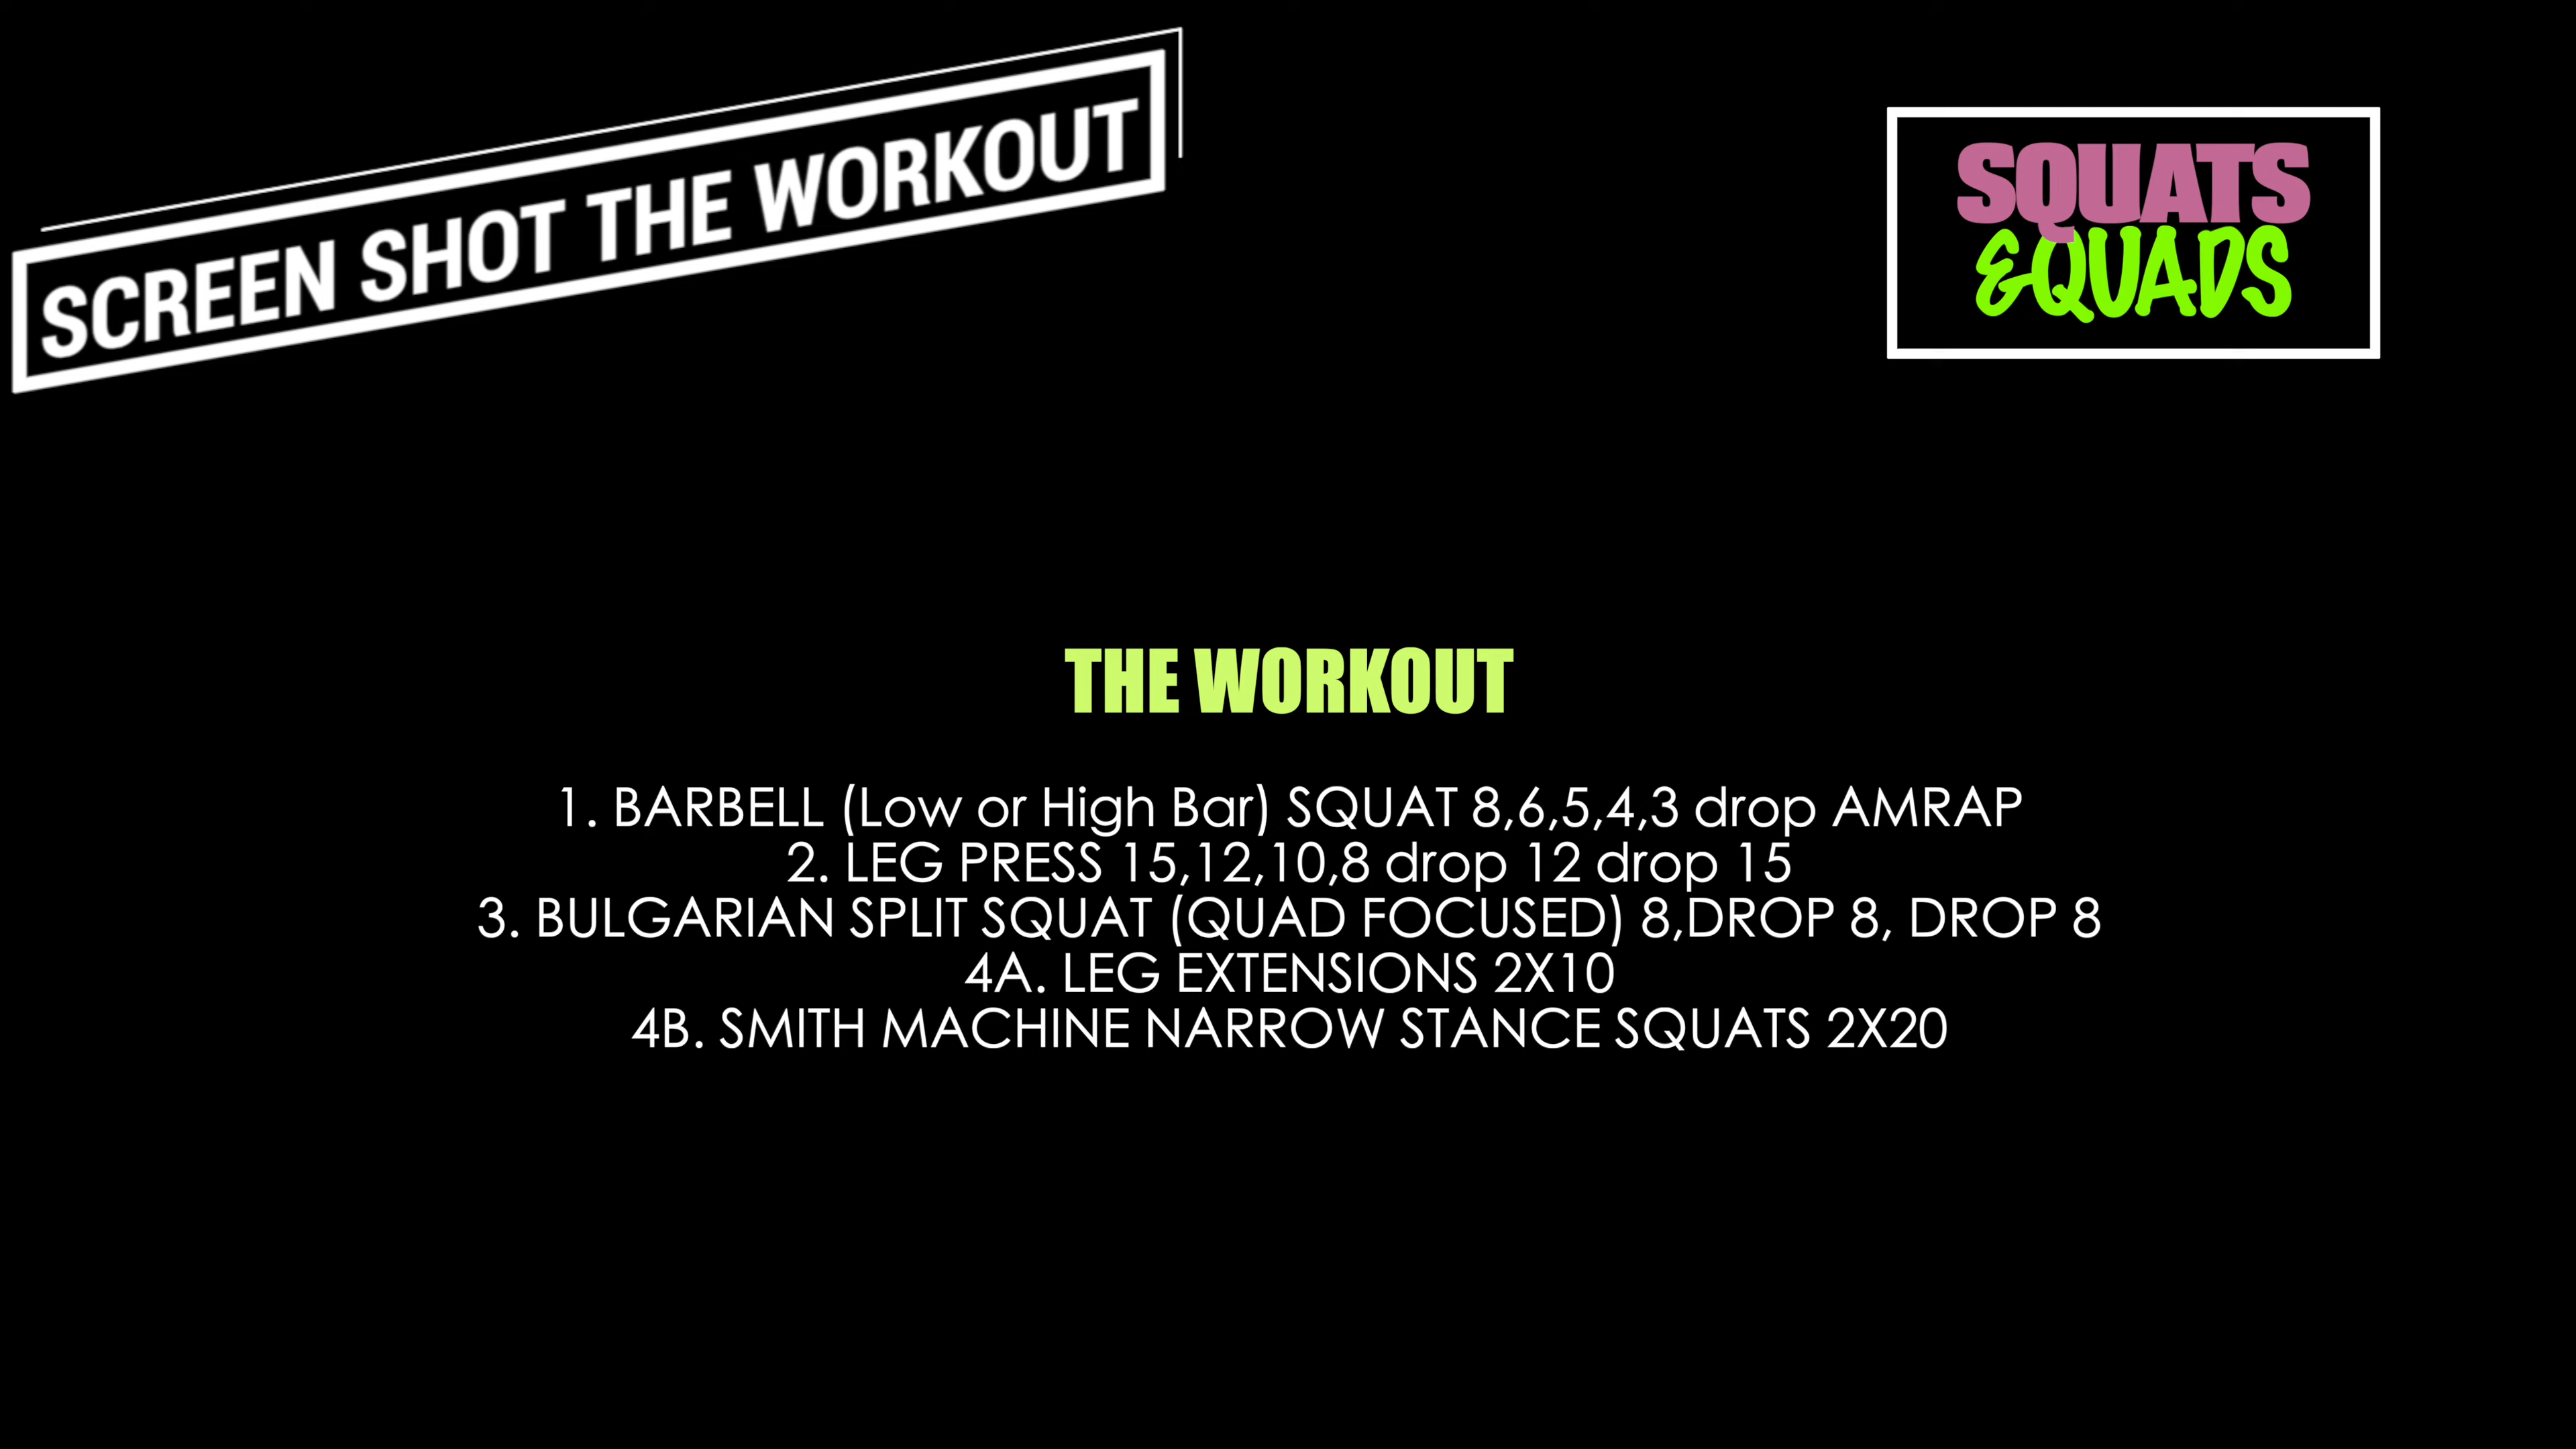 SCREEN SHOT THE WORKOUT
SQUATS
&QUADS
THE WORKOUT
1. BARBELL (Low or High Bar) SQUAT 8,6,5,4,3 drop AMRAP
2. LEG PRESS 15,12,10,8 drop 12 drop 15
3. BULGARIAN SPLIT SQUAT (QUAD FOCUSED) 8,DROP 8, DROP 8
4A. LEG EXTENSIONS 2X10
4B. SMITH MACHINE NARROW STANCE SQUATS 2X20